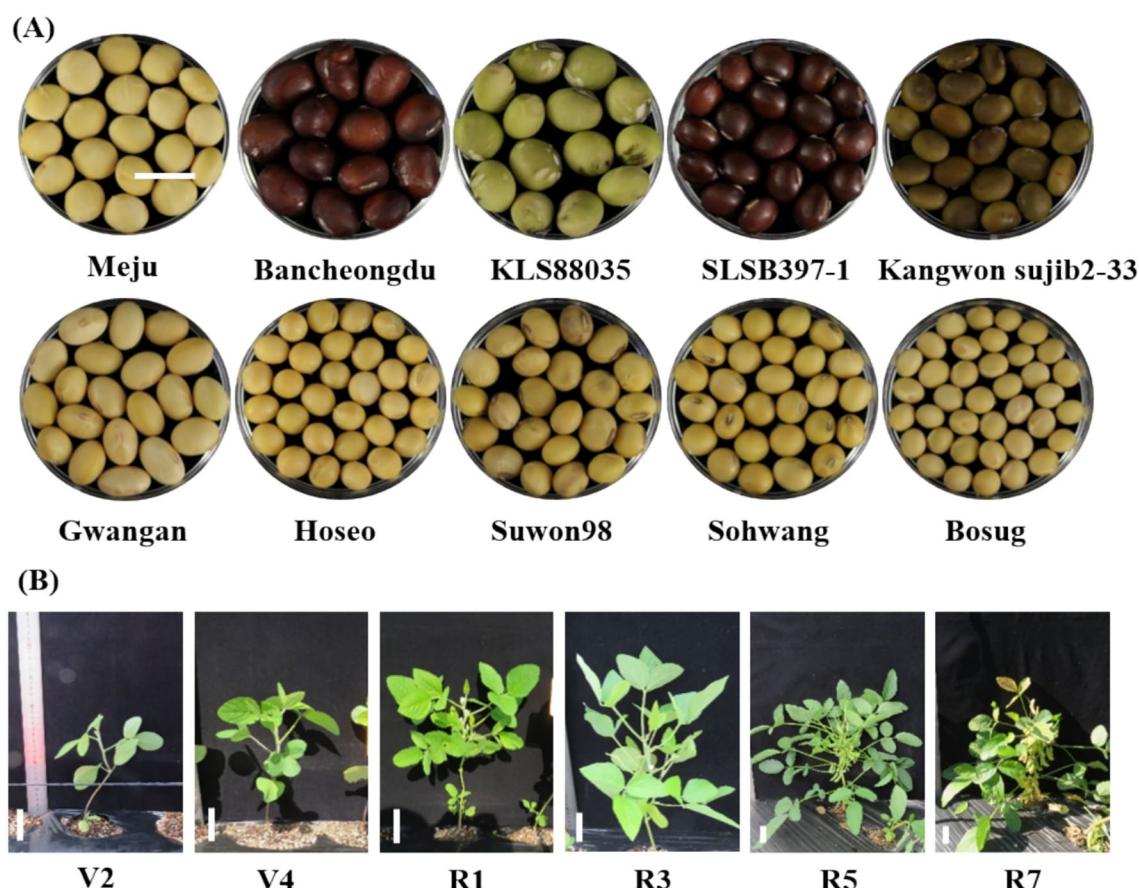 (A)
Meju Bancheongdu KLS88035 SLSB397-1 Kangwon sujib2-33
Gwangan Hoseo Suwon98 Sohwang Bosug
(B)
V2 V4 R1 R3 R5 R7